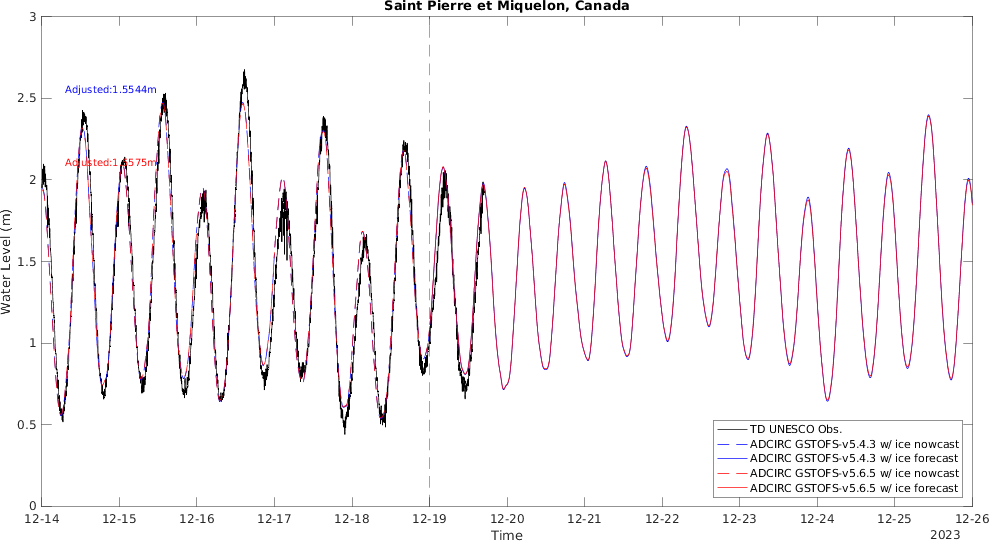 Saint Pierre et Miquelon, Canada
3
2.5
2
1.5
1
0.5
0
Water Level (m)
Adjusted:1.5544m
12-14
12-15
12-16
12-17
12-18
12-19
12-20
12-21
12-22
12-23
12-24
12-25
12-26
Time
2023
TD UNESCO Obs.
ADCIRC GSTOFS-v5.4.3 w/ ice nowcast
ADCIRC GSTOFS-v5.4.3 w/ ice forecast
ADCIRC GSTOFS-v5.6.5 w/ ice nowcast
ADCIRC GSTOFS-v5.6.5 w/ ice forecast